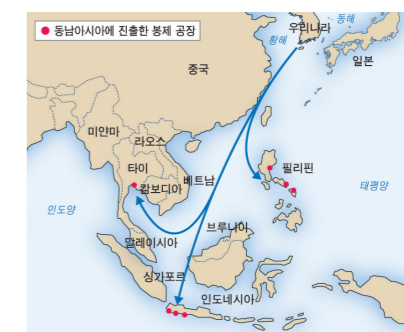 동남아시아에 진출한 봉제 공장
동해
우리나라
황해
일본
중국
미얀마
라오스
타이
필리핀
캄보디아
베트남
태평양
인도양
브루나이
말레이시아
싱가포르
인도네시아